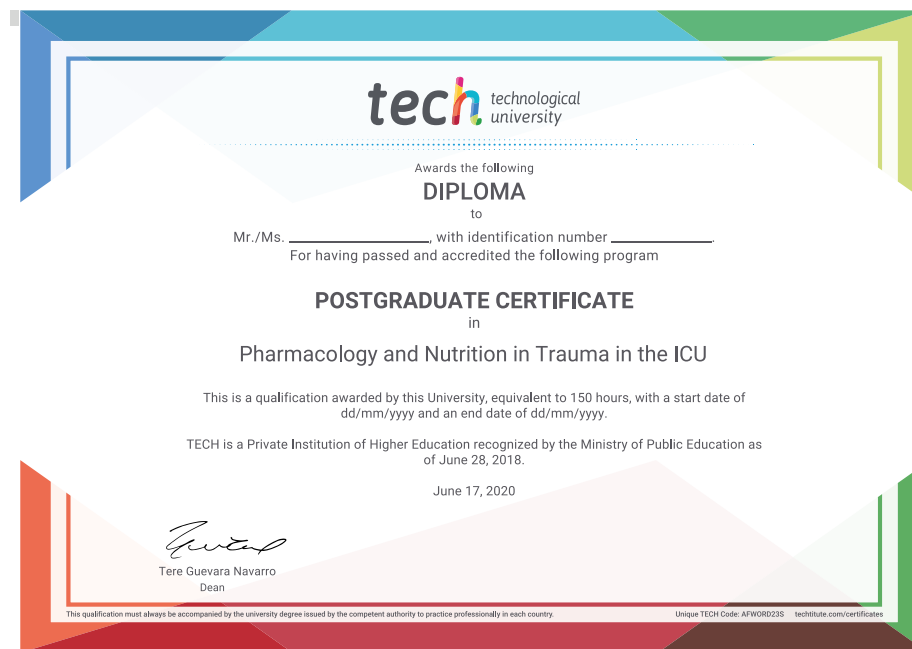 tech technological
university
Awards the following
DIPLOMA
to
Mr./Ms. ____________________, with identification number ______________.
For having passed and accredited the following program
POSTGRADUATE CERTIFICATE
in
Pharmacology and Nutrition in Trauma in the ICU
This is a qualification awarded by this University, equivalent to 150 hours, with a start date of
dd/mm/yyyy and an end date of dd/mm/yyyy.
TECH is a Private Institution of Higher Education recognized by the Ministry of Public Education as
of June 28, 2018.
June 17, 2020
Tere Guevara Navarro
Dean
This qualification must always be accompanied by the university degree issued by the competent authority to practice professionally in each country.
Unique TECH Code: AFWORD23S techtitute.com/certificates